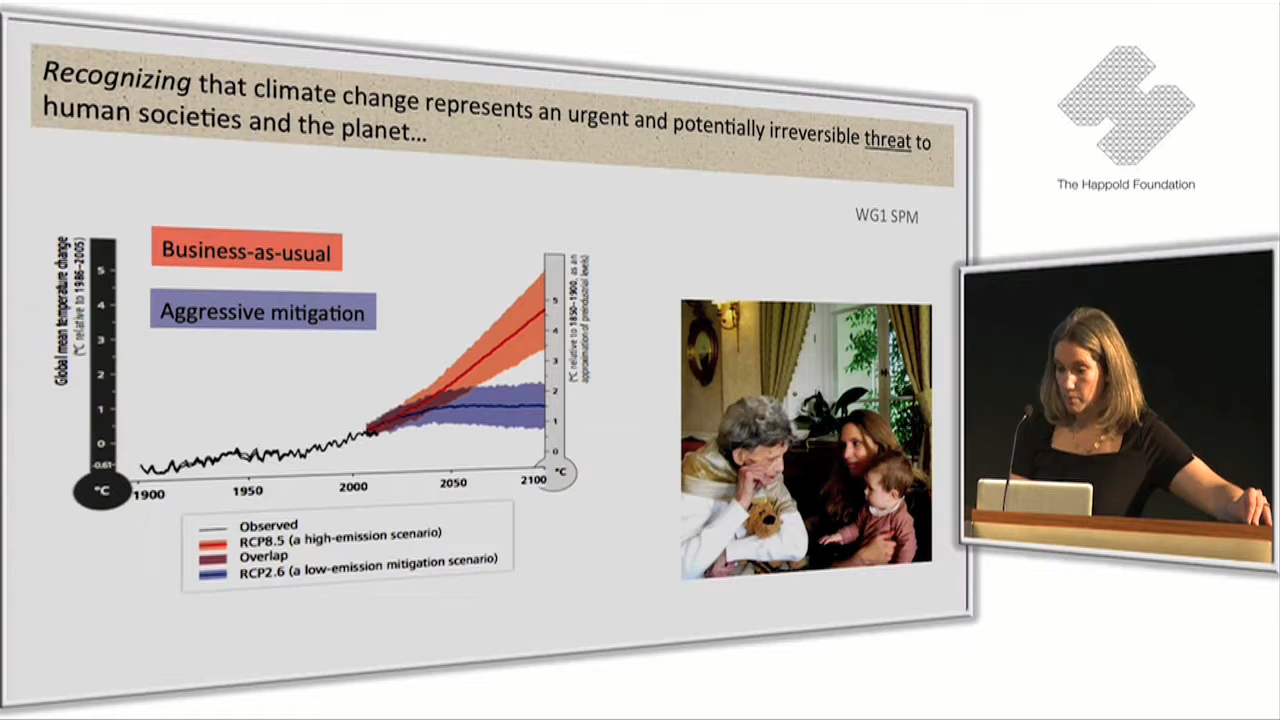 Recognizing that climate change represents an urgent and potentially irreversible threat to
human societies and the planet...
The Happold Foundation
WG1 SPM
Business-as-usual
Aggressive mitigation
Global mean temperature change
(°C relative to 1986–2005)
5
4
3
2
1
0
-0.61
°C
1900
1950
2000
2050
2100
5
4
3
2
1
0
°C
(°C relative to 1850–1900, as an
approximation of preindustrial levels)
Observed
RCP8.5 (a high-emission scenario)
Overlap
RCP2.6 (a low-emission mitigation scenario)